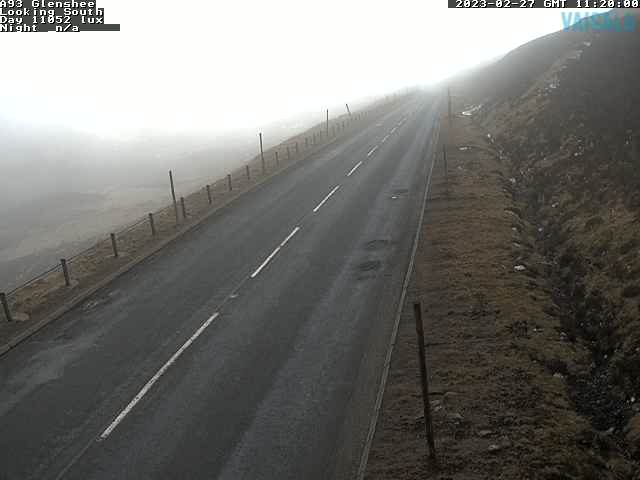 A93 Glenshee
Looking South
Day 11052 lux
Night  n/a
2023-02-27 GMT 11:20:00
VAISALA